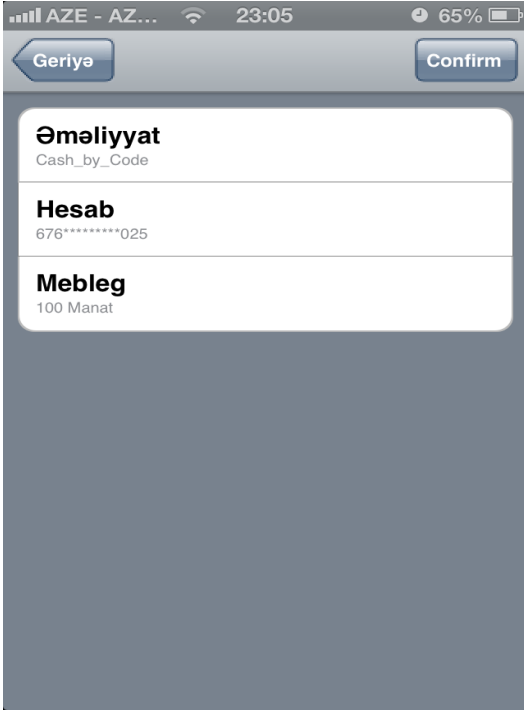 AZE - AZ... 23:05 65%
Geriyə Confirm
Əməliyyat
Cash_by_Code
Hesab
676*********025
Mebleg
100 Manat